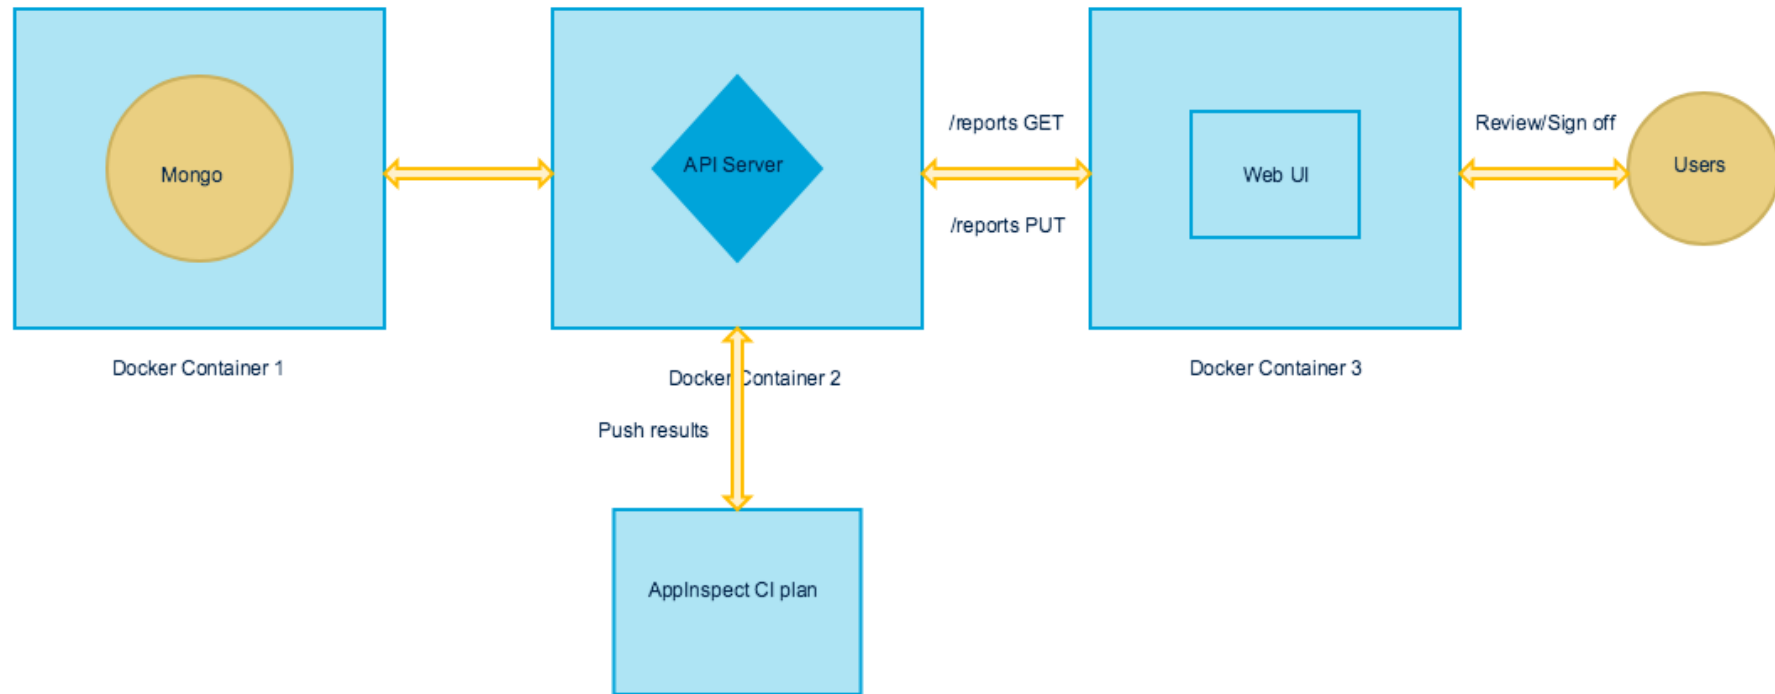 Mongo
API Server
/reports GET
/reports PUT
Web UI
Review/Sign off
Users
Docker Container 1
Docker Container 2
Docker Container 3
Push results
AppInspect CI plan